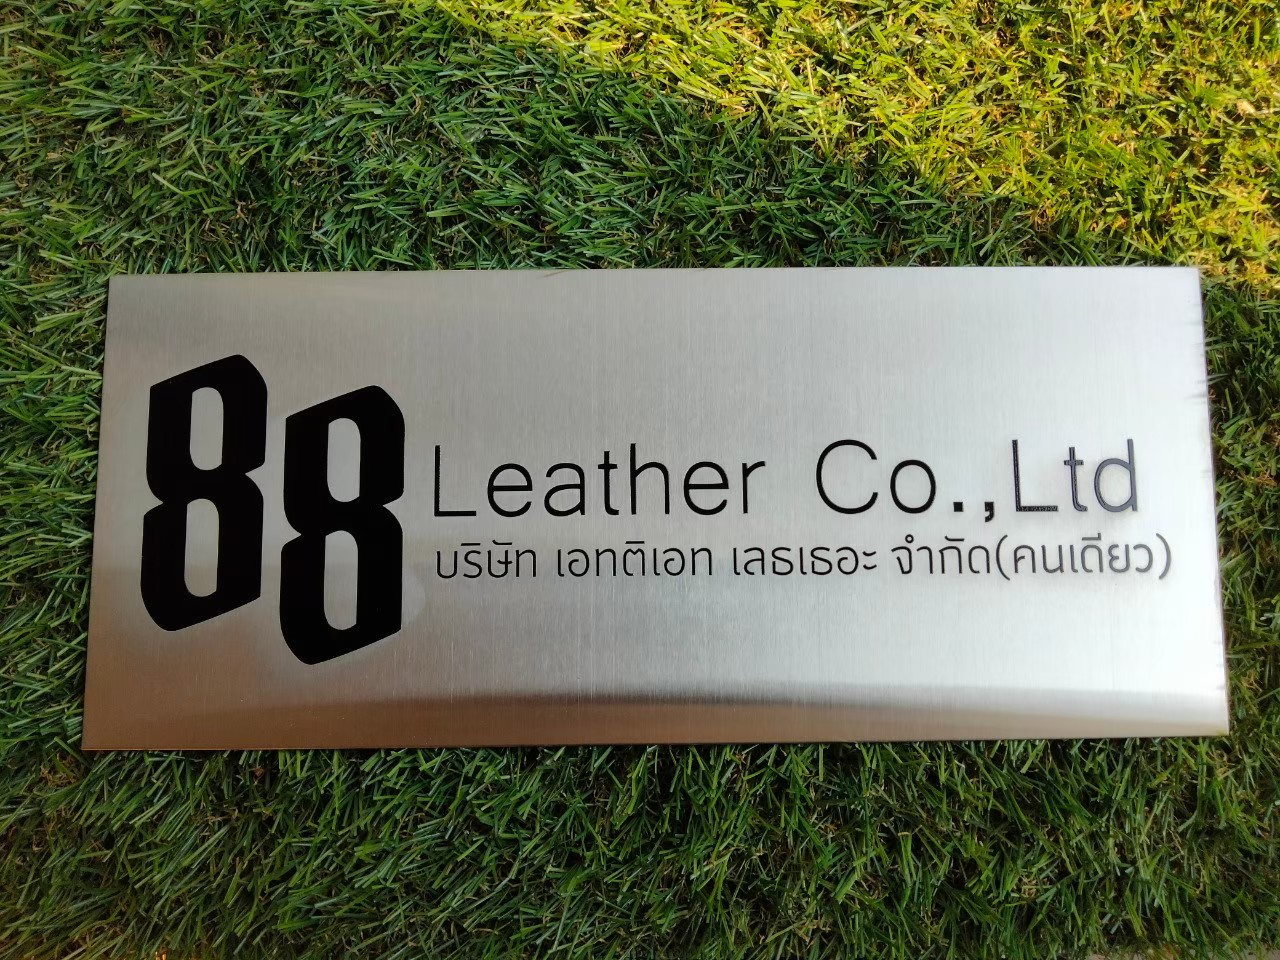 88 Leather Co.,Ltd
บริษัท เอทติเอท เลธเธอะ จำกัด(คนเดียว)